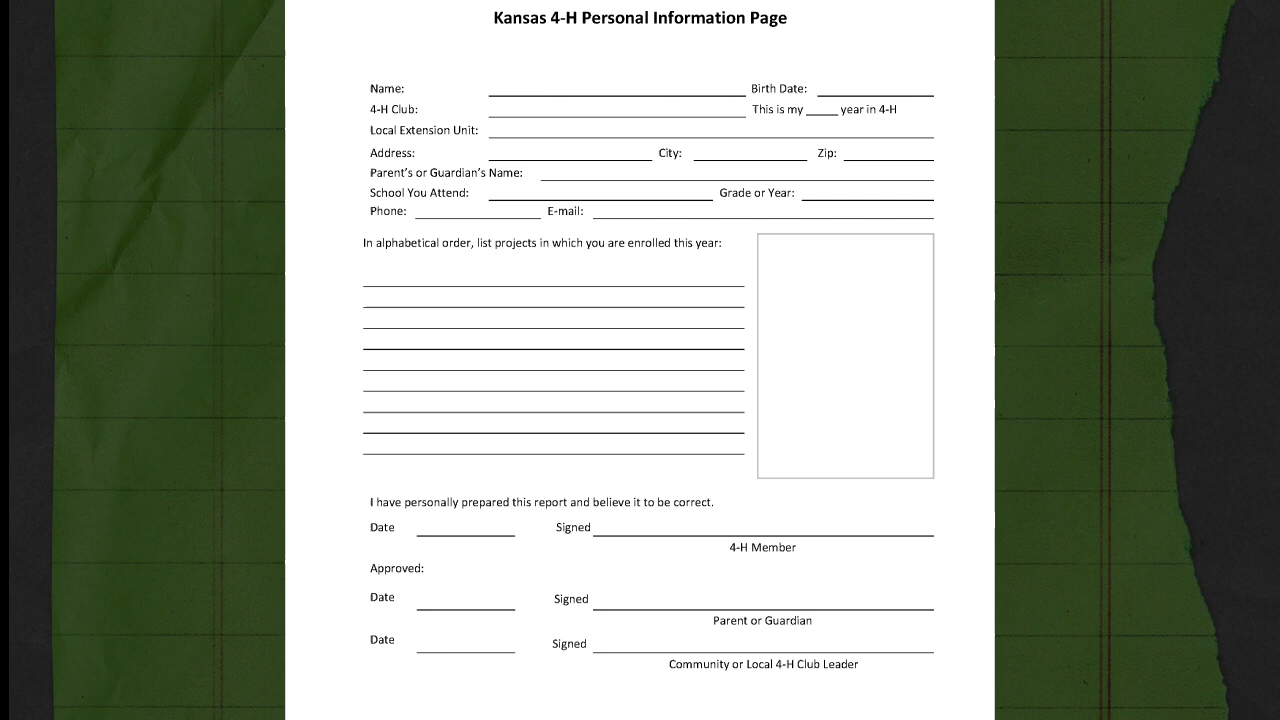 Kansas 4-H Personal Information Page
Name: Birth Date:
4-H Club: This is my _____ year in 4-H
Local Extension Unit:
Address: City: Zip:
Parent's or Guardian's Name:
School You Attend: Grade or Year:
Phone: E-mail:
In alphabetical order, list projects in which you are enrolled this year:
I have personally prepared this report and believe it to be correct.
Date Signed
4-H Member
Approved:
Date Signed
Parent or Guardian
Date Signed
Community or Local 4-H Club Leader